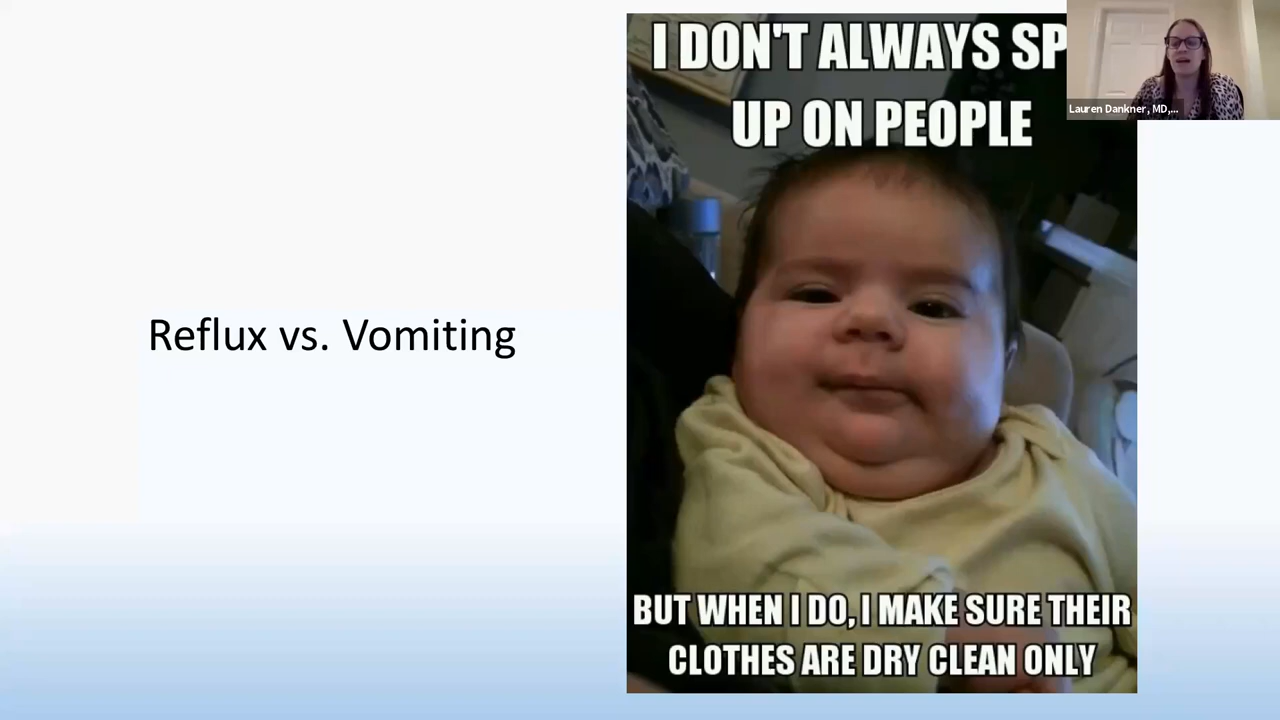 I DON'T ALWAYS SP
UP ON PEOPLE
Lauren Dankner, MD,...
Reflux vs. Vomiting
BUT WHEN I DO, I MAKE SURE THEIR
CLOTHES ARE DRY CLEAN ONLY